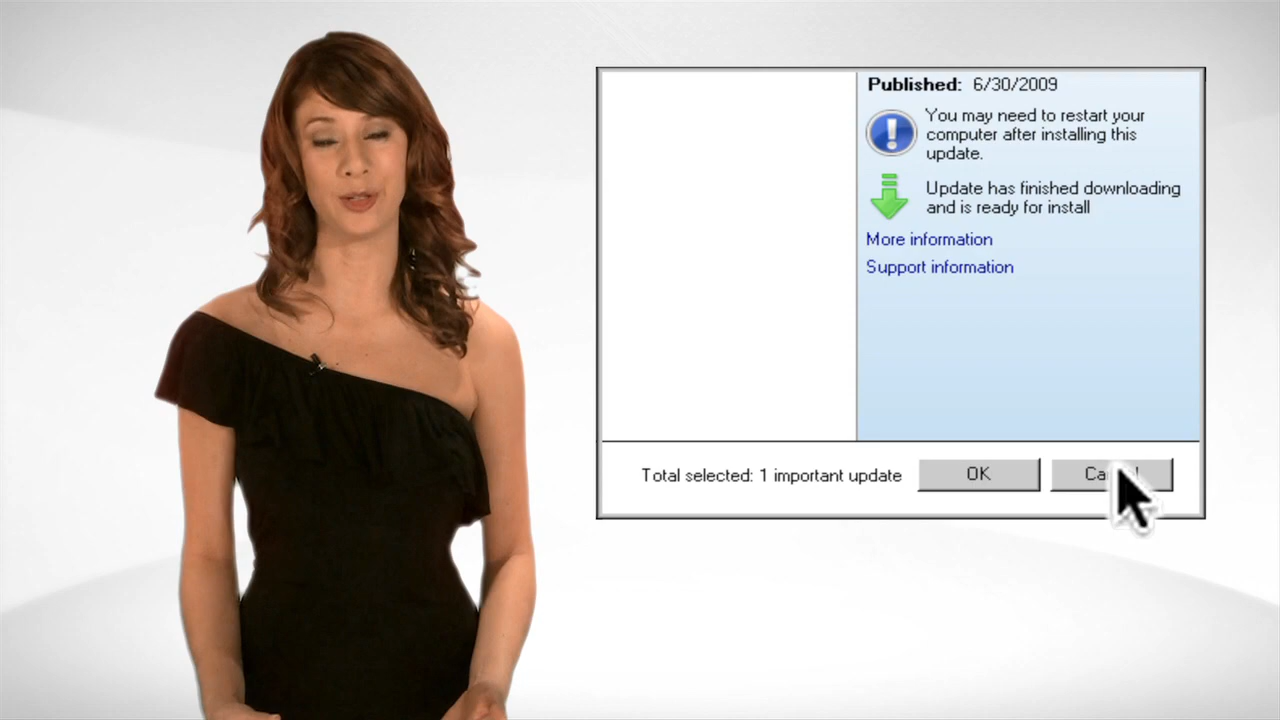 Published: 6/30/2009
You may need to restart your
computer after installing this
update.
Update has finished downloading
and is ready for install
More information
Support information
Total selected: 1 important update
OK